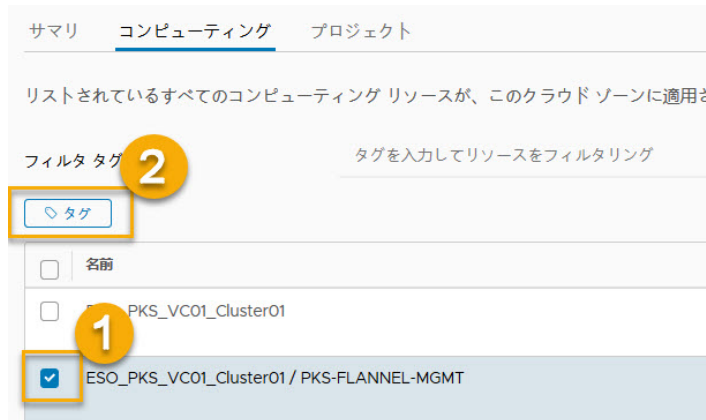 サマリ コンピューティング プロジェクト
リストされているすべてのコンピューティング リソースが、このクラウド ゾーンに適用
フィルタ タグ タグを入力してリソースをフィルタリング
2
タグ
名前
PKS_VC01_Cluster01
1
ESO_PKS_VC01_Cluster01 / PKS-FLANNEL-MGMT